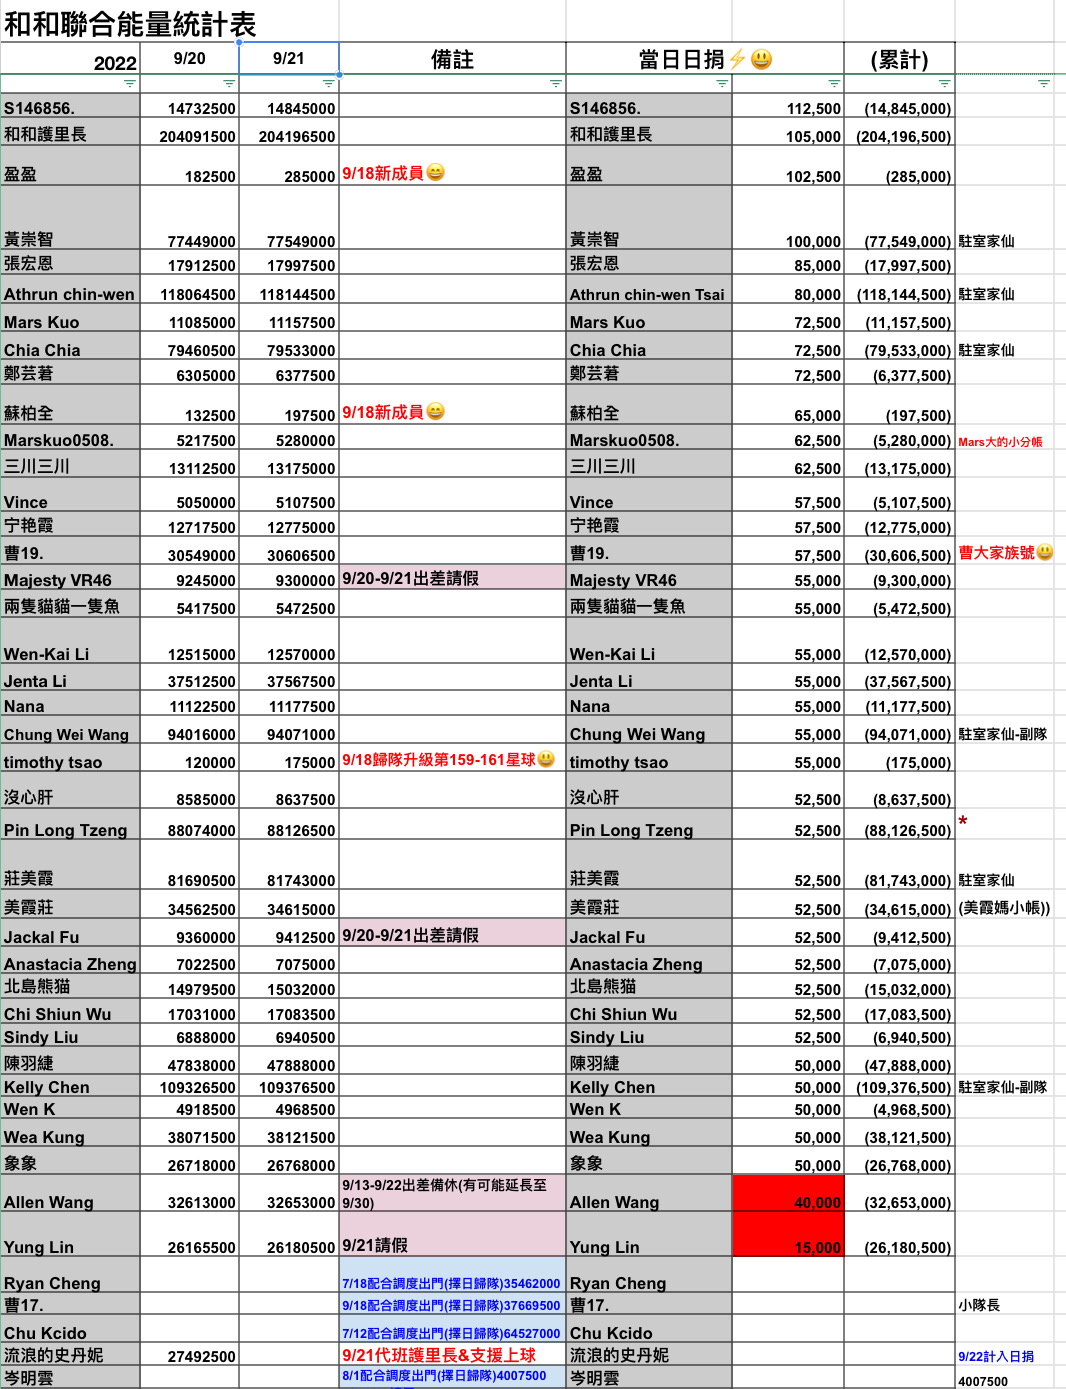 和和聯合能量統計表
2022 9/20 9/21 備註 當日日捐⚡😃 (累計)
S146856. 14732500 14845000 S146856. 112,500 (14,845,000)
和和護里長 204091500 204196500 和和護里長 105,000 (204,196,500)
盈盈 182500 285000 9/18新成員😄 盈盈 102,500 (285,000)
黃崇智 77449000 77549000 黃崇智 100,000 (77,549,000) 駐室家仙
張宏恩 17912500 17997500 張宏恩 85,000 (17,997,500)
Athrun chin-wen 118064500 118144500 Athrun chin-wen Tsai 80,000 (118,144,500) 駐室家仙
Mars Kuo 11085000 11157500 Mars Kuo 72,500 (11,157,500)
Chia Chia 79460500 79533000 Chia Chia 72,500 (79,533,000) 駐室家仙
鄭芸莙 6305000 6377500 鄭芸莙 72,500 (6,377,500)
蘇柏全 132500 197500 9/18新成員😄 蘇柏全 65,000 (197,500)
Marskuo0508. 5217500 5280000 Marskuo0508. 62,500 (5,280,000) Mars大的小分帳
三川三川 13112500 13175000 三川三川 62,500 (13,175,000)
Vince 5050000 5107500 Vince 57,500 (5,107,500)
宁艳霞 12717500 12775000 宁艳霞 57,500 (12,775,000)
曹19. 30549000 30606500 曹19. 57,500 (30,606,500) 曹大家族號😃
Majesty VR46 9245000 9300000 9/20-9/21出差請假 Majesty VR46 55,000 (9,300,000)
兩隻貓貓一隻魚 5417500 5472500 兩隻貓貓一隻魚 55,000 (5,472,500)
Wen-Kai Li 12515000 12570000 Wen-Kai Li 55,000 (12,570,000)
Jenta Li 37512500 37567500 Jenta Li 55,000 (37,567,500)
Nana 11122500 11177500 Nana 55,000 (11,177,500)
Chung Wei Wang 94016000 94071000 Chung Wei Wang 55,000 (94,071,000) 駐室家仙-副隊
timothy tsao 120000 175000 9/18歸隊升級第159-161星球😃 timothy tsao 55,000 (175,000)
沒心肝 8585000 8637500 沒心肝 52,500 (8,637,500)
Pin Long Tzeng 88074000 88126500 Pin Long Tzeng 52,500 (88,126,500) *
莊美霞 81690500 81743000 莊美霞 52,500 (81,743,000) 駐室家仙
美霞莊 34562500 34615000 美霞莊 52,500 (34,615,000) (美霞媽小帳))
Jackal Fu 9360000 9412500 9/20-9/21出差請假 Jackal Fu 52,500 (9,412,500)
Anastacia Zheng 7022500 7075000 Anastacia Zheng 52,500 (7,075,000)
北島熊猫 14979500 15032000 北島熊猫 52,500 (15,032,000)
Chi Shiun Wu 17031000 17083500 Chi Shiun Wu 52,500 (17,083,500)
Sindy Liu 6888000 6940500 Sindy Liu 52,500 (6,940,500)
陳羽緁 47838000 47888000 陳羽緁 50,000 (47,888,000)
Kelly Chen 109326500 109376500 Kelly Chen 50,000 (109,376,500) 駐室家仙-副隊
Wen K 4918500 4968500 Wen K 50,000 (4,968,500)
Wea Kung 38071500 38121500 Wea Kung 50,000 (38,121,500)
象象 26718000 26768000 象象 50,000 (26,768,000)
9/13-9/22出差備休(有可能延長至
Allen Wang 32613000 32653000 9/30) Allen Wang 40,000 (32,653,000)
Yung Lin 26165500 26180500 9/21請假 Yung Lin 15,000 (26,180,500)
Ryan Cheng 7/18配合調度出門(擇日歸隊)35462000 Ryan Cheng
曹17. 9/18配合調度出門(擇日歸隊)37669500 曹17. 小隊長
Chu Kcido 7/12配合調度出門(擇日歸隊)64527000 Chu Kcido
流浪的史丹妮 27492500 9/21代班護里長&支援上球 流浪的史丹妮 9/22計入日捐
岑明雲 8/1配合調度出門(擇日歸隊)4007500 岑明雲 4007500